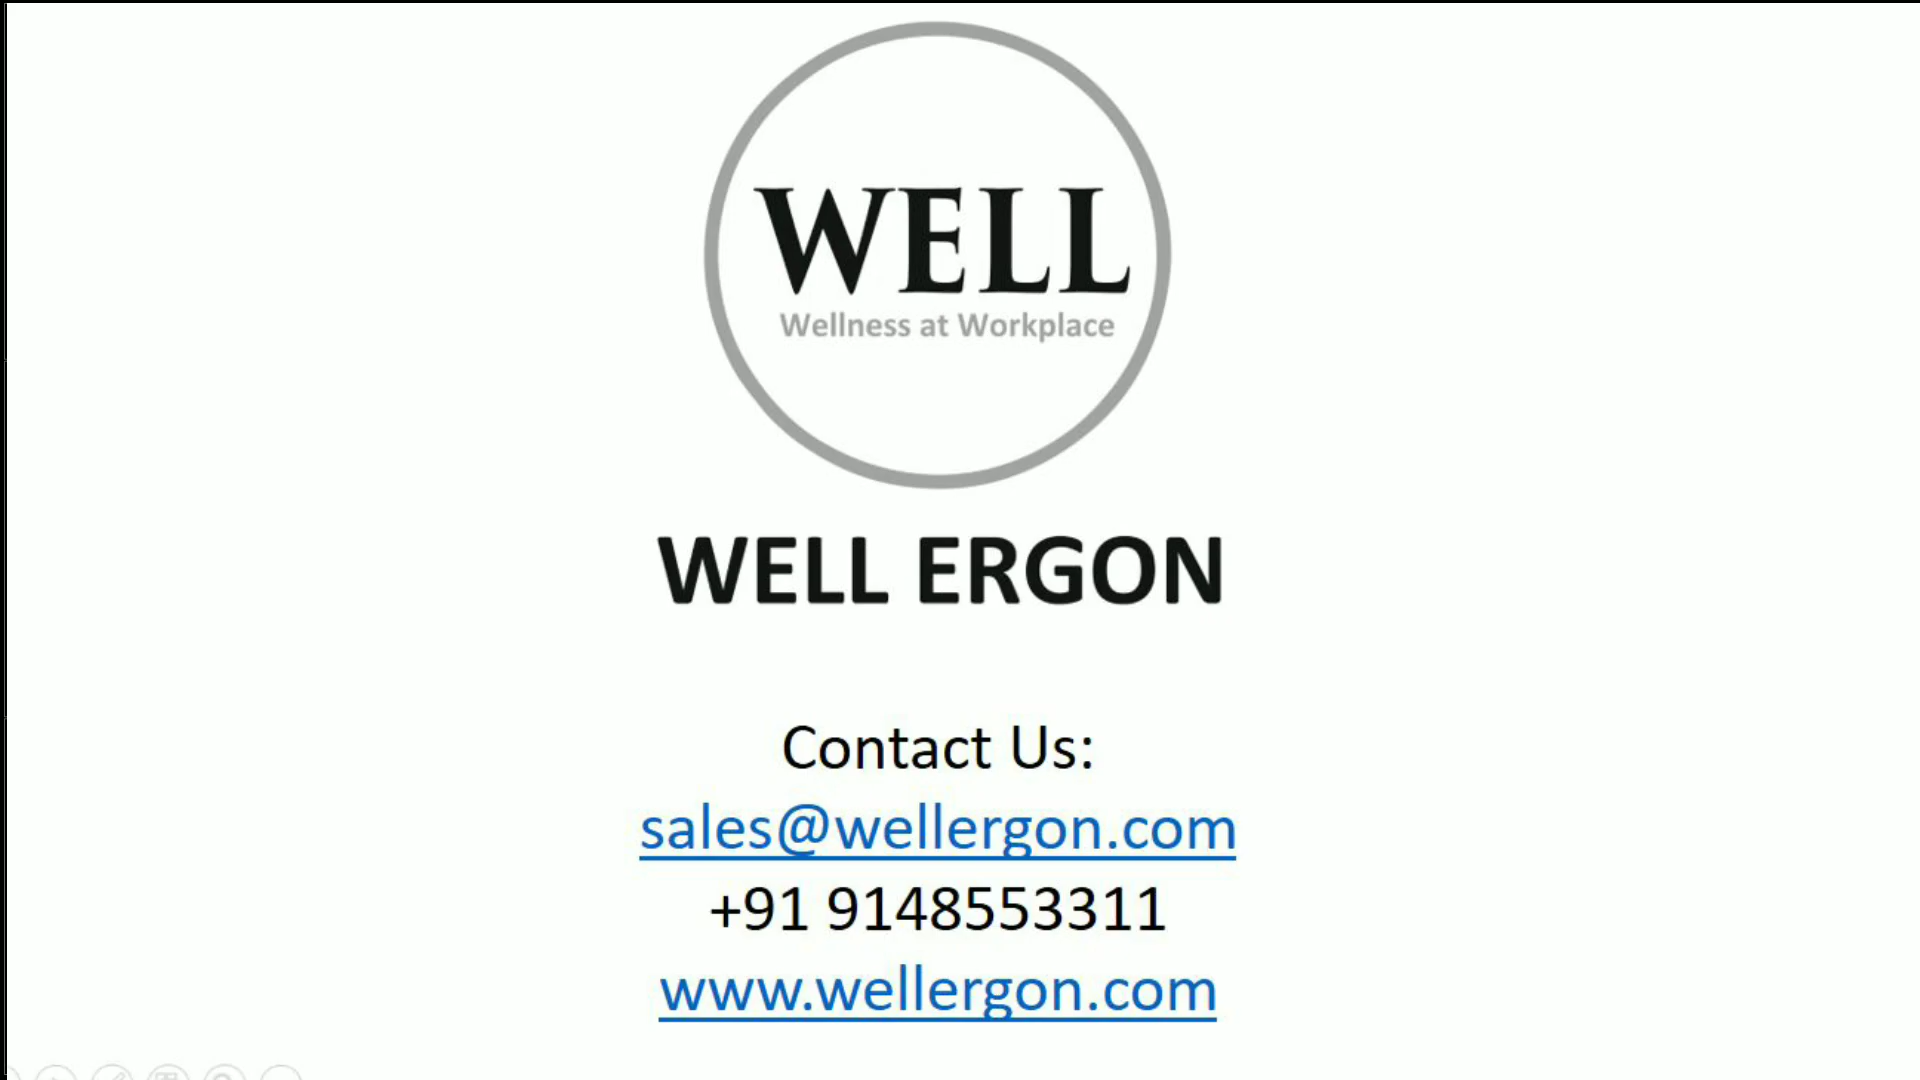 WELL
Wellness at Workplace
WELL ERGON
Contact Us:
sales@wellergon.com
+91 9148553311
www.wellergon.com